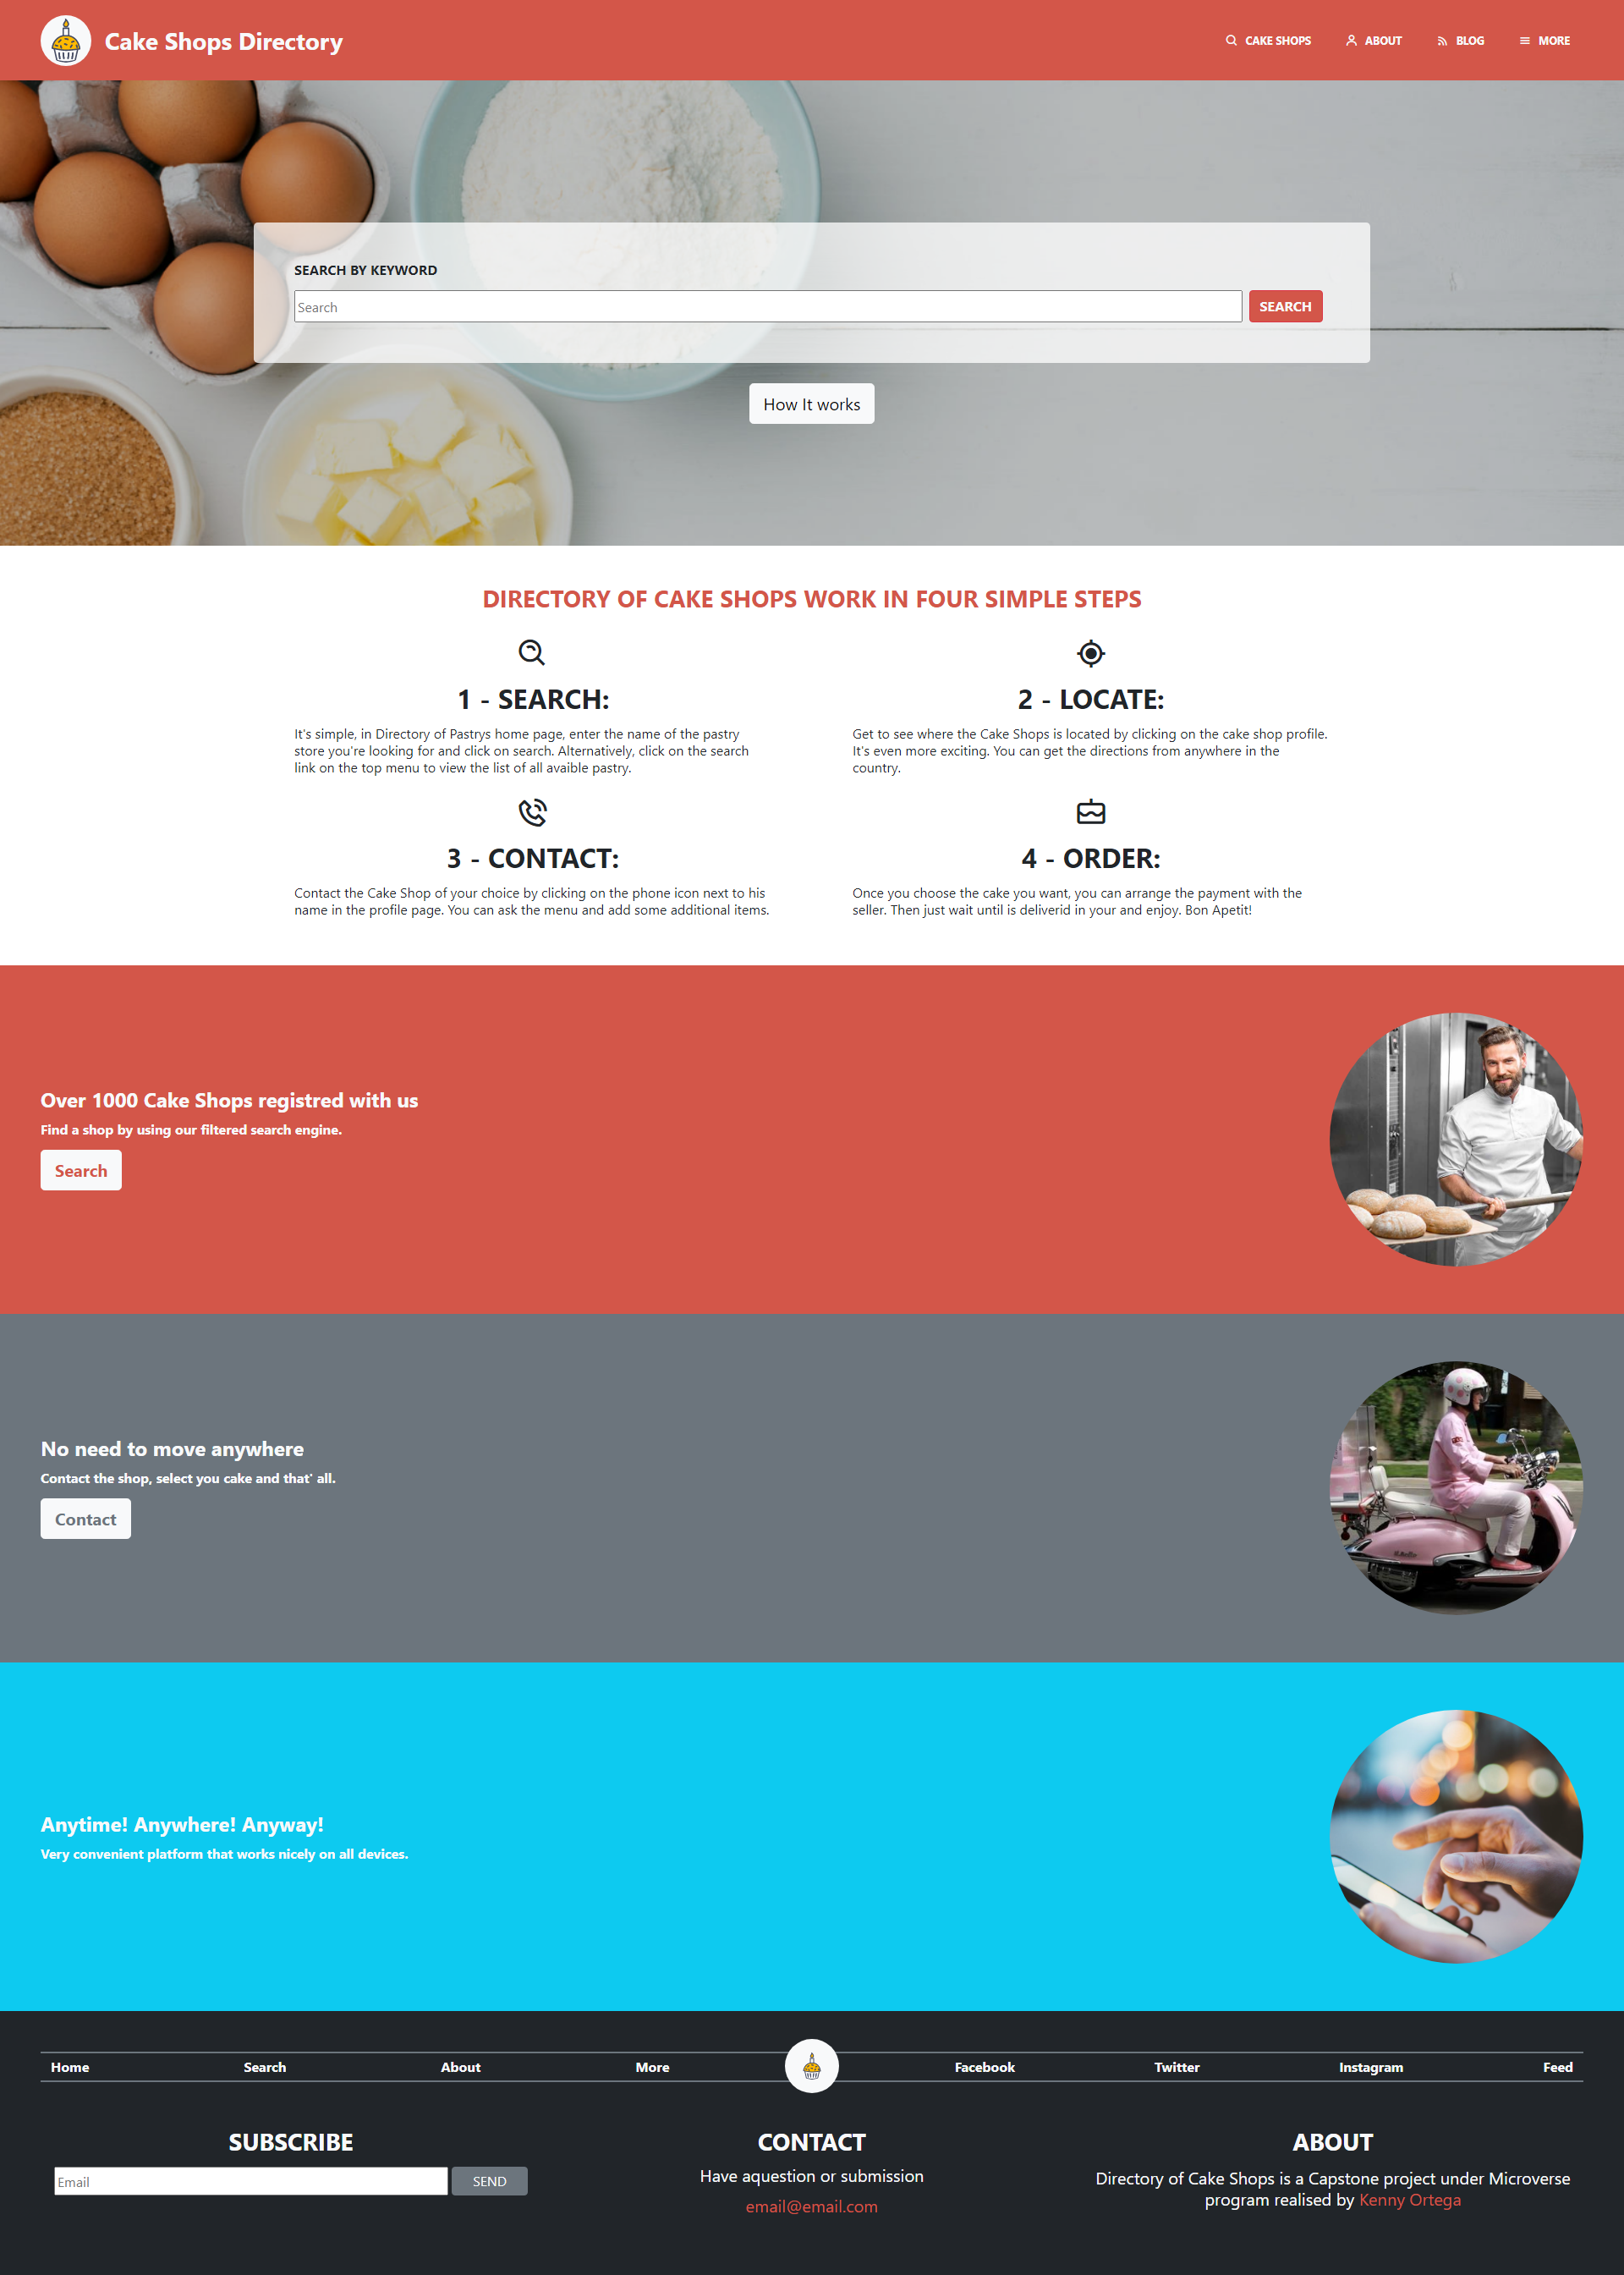 Cake Shops Directory
CAKE SHOPS
ABOUT
BLOG
MORE
SEARCH BY KEYWORD
Search
SEARCH
How It works
DIRECTORY OF CAKE SHOPS WORK IN FOUR SIMPLE STEPS
1 - SEARCH:
It's simple, in Directory of Pastrys home page, enter the name of the pastry
store you're looking for and click on search. Alternatively, click on the search
link on the top menu to view the list of all avaible pastry.
2 - LOCATE:
Get to see where the Cake Shops is located by clicking on the cake shop profile.
It's even more exciting. You can get the directions from anywhere in the
country.
3 - CONTACT:
Contact the Cake Shop of your choice by clicking on the phone icon next to his
name in the profile page. You can ask the menu and add some additional items.
4 - ORDER:
Once you choose the cake you want, you can arrange the payment with the
seller. Then just wait until is deliverid in your and enjoy. Bon Apetit!
Over 1000 Cake Shops registred with us
Find a shop by using our filtered search engine.
Search
No need to move anywhere
Contact the shop, select you cake and that' all.
Contact
Anytime! Anywhere! Anyway!
Very convenient platform that works nicely on all devices.
Home
Search
About
More
Facebook
Twitter
Instagram
Feed
SUBSCRIBE
Email
SEND
CONTACT
Have aquestion or submission
email@email.com
ABOUT
Directory of Cake Shops is a Capstone project under Microverse
program realised by Kenny Ortega